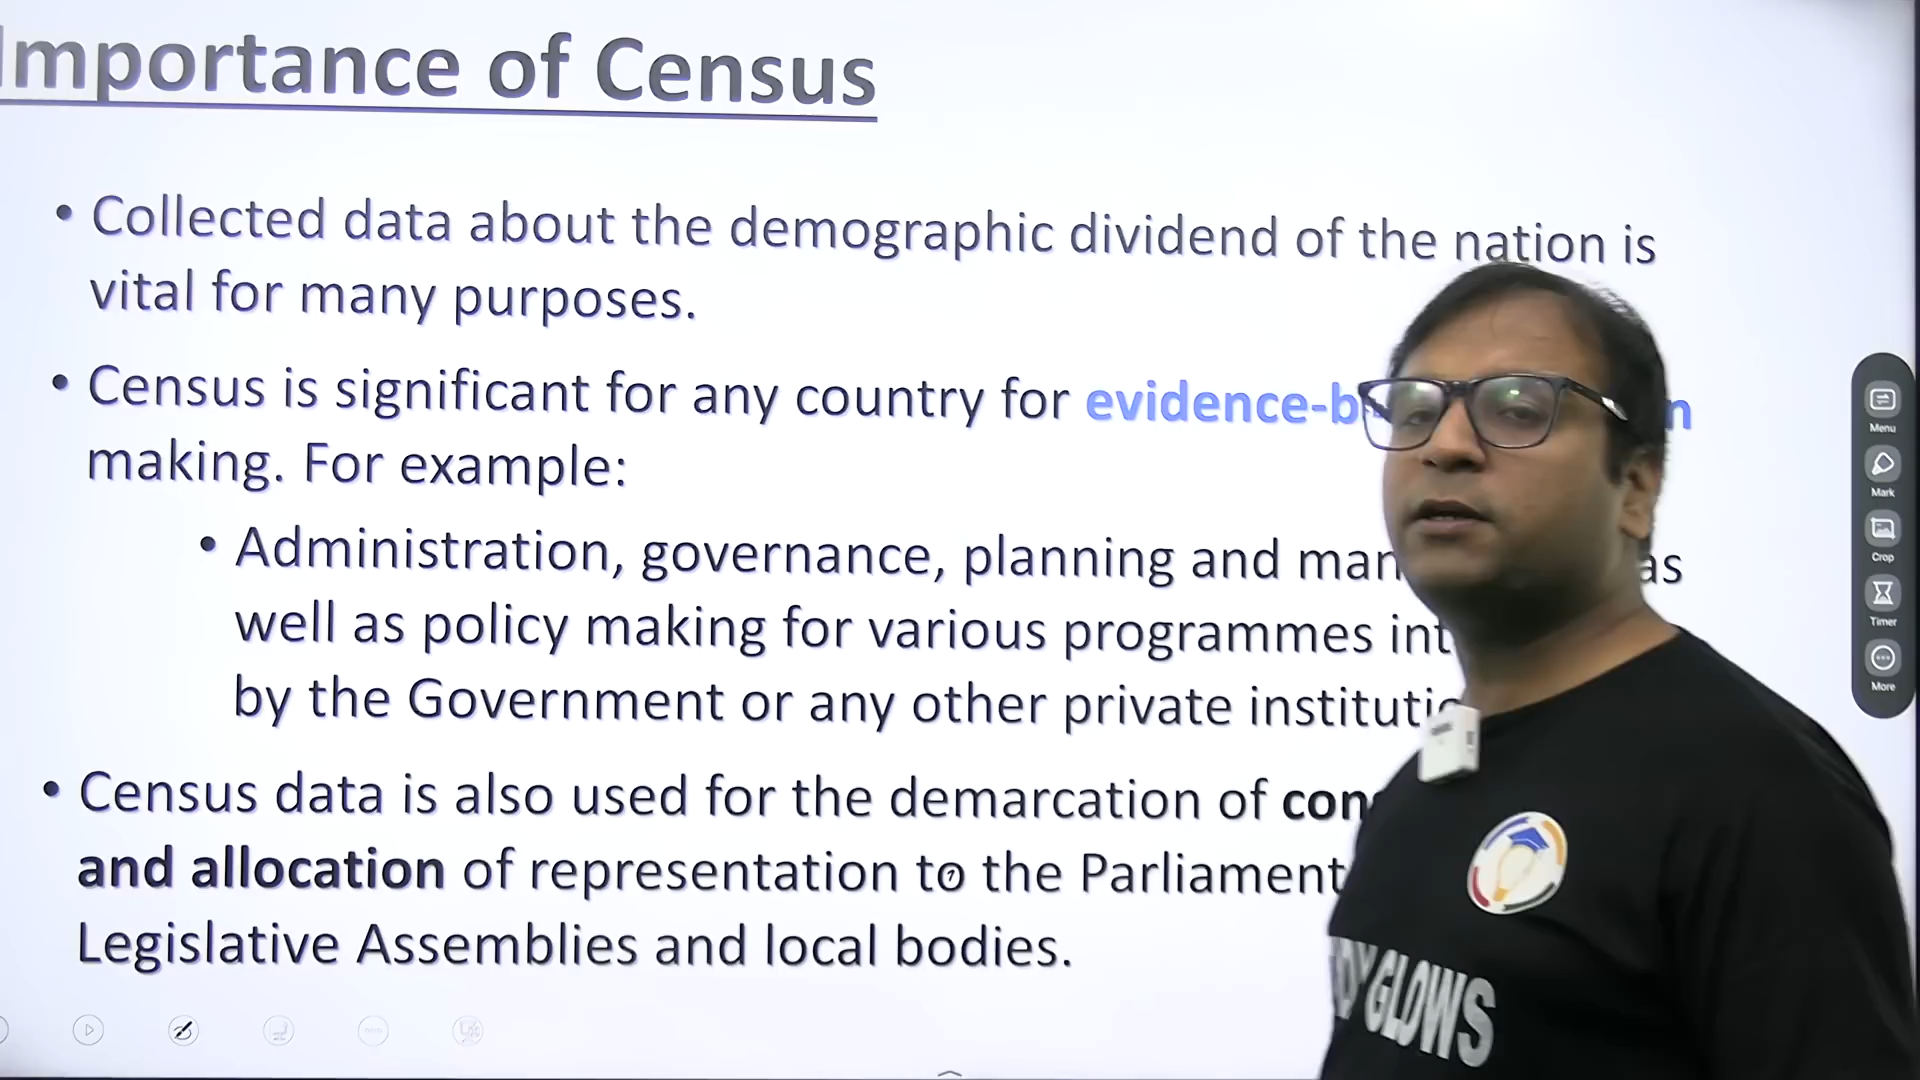 Importance of Census
• Collected data about the demographic dividend of the nation is
vital for many purposes.
• Census is significant for any country for evidence-b
making. For example:
• Administration, governance, planning and man as
well as policy making for various programmes int
by the Government or any other private institutio
• Census data is also used for the demarcation of con
and allocation of representation to the Parliament
Legislative Assemblies and local bodies.
Menu
Mark
Crop
Timer
More
GLOWS